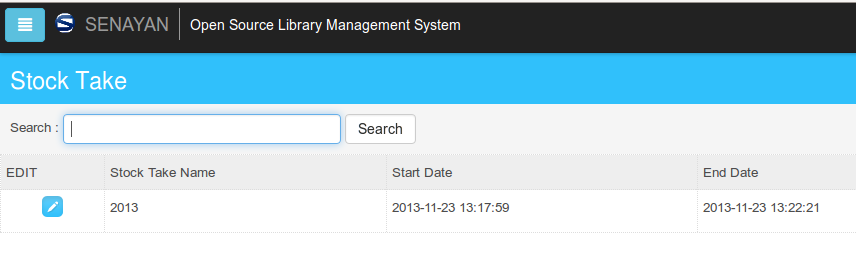 SENAYAN Open Source Library Management System
Stock Take
Search : Search
EDIT Stock Take Name Start Date End Date
2013 2013-11-23 13:17:59 2013-11-23 13:22:21